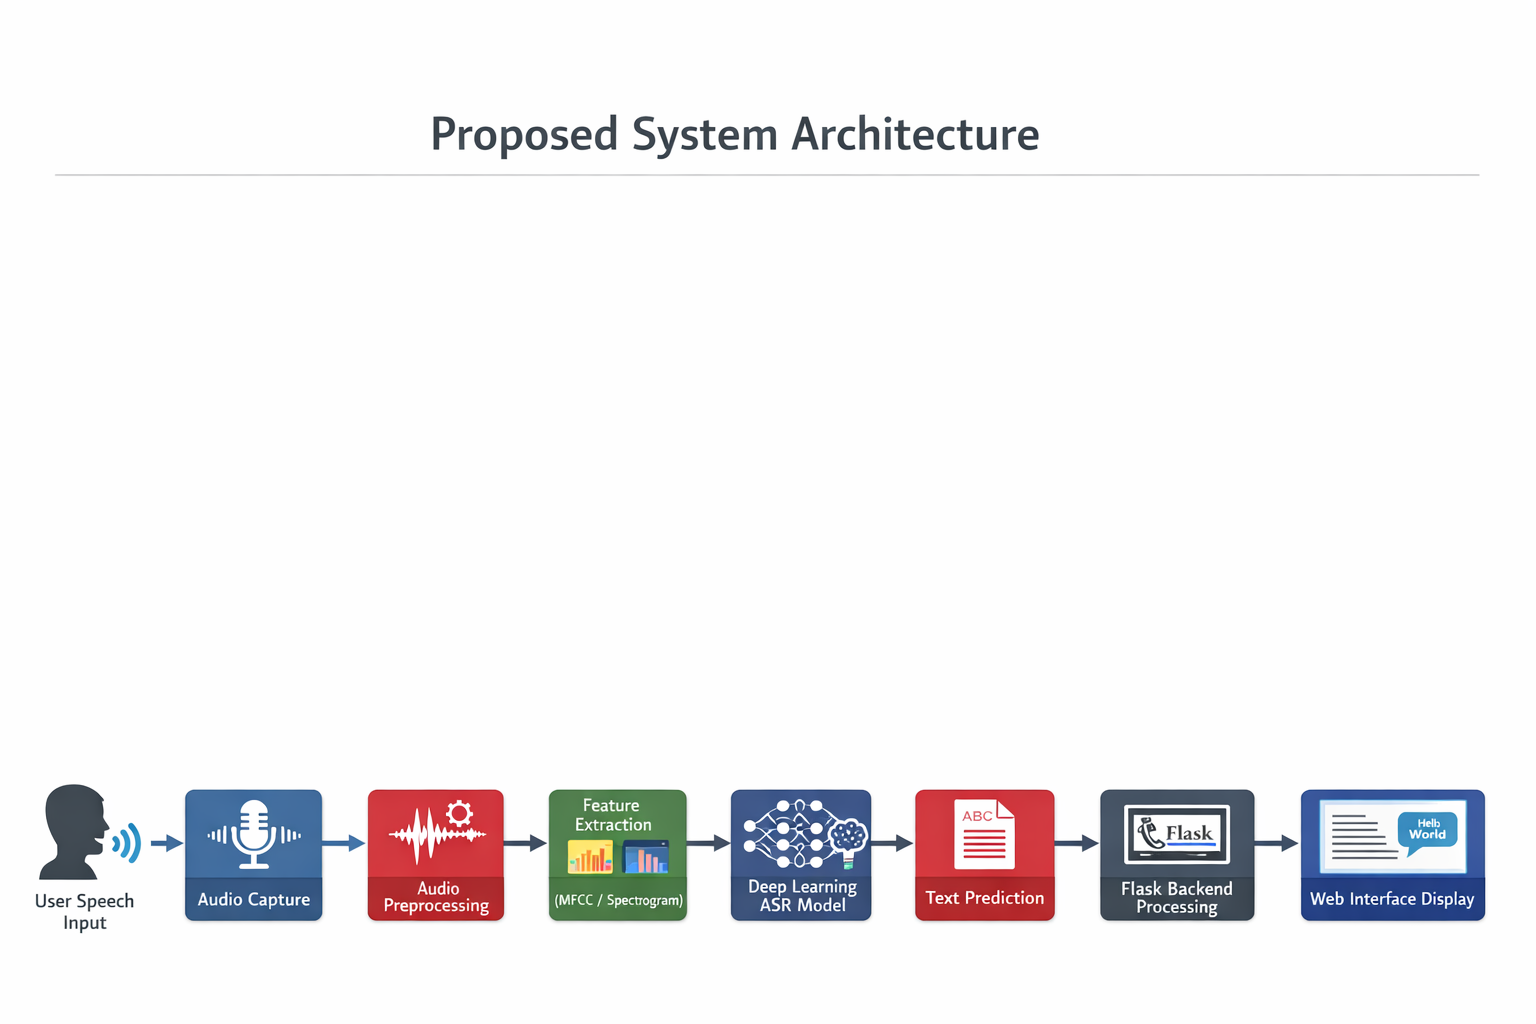 Proposed System Architecture
User Speech
Input
Audio Capture
Audio
Preprocessing
Feature
Extraction
(MFCC / Spectrogram)
Deep Learning
ASR Model
ABC
Text Prediction
Flask
Flask Backend
Processing
Hellb
World
Web Interface Display